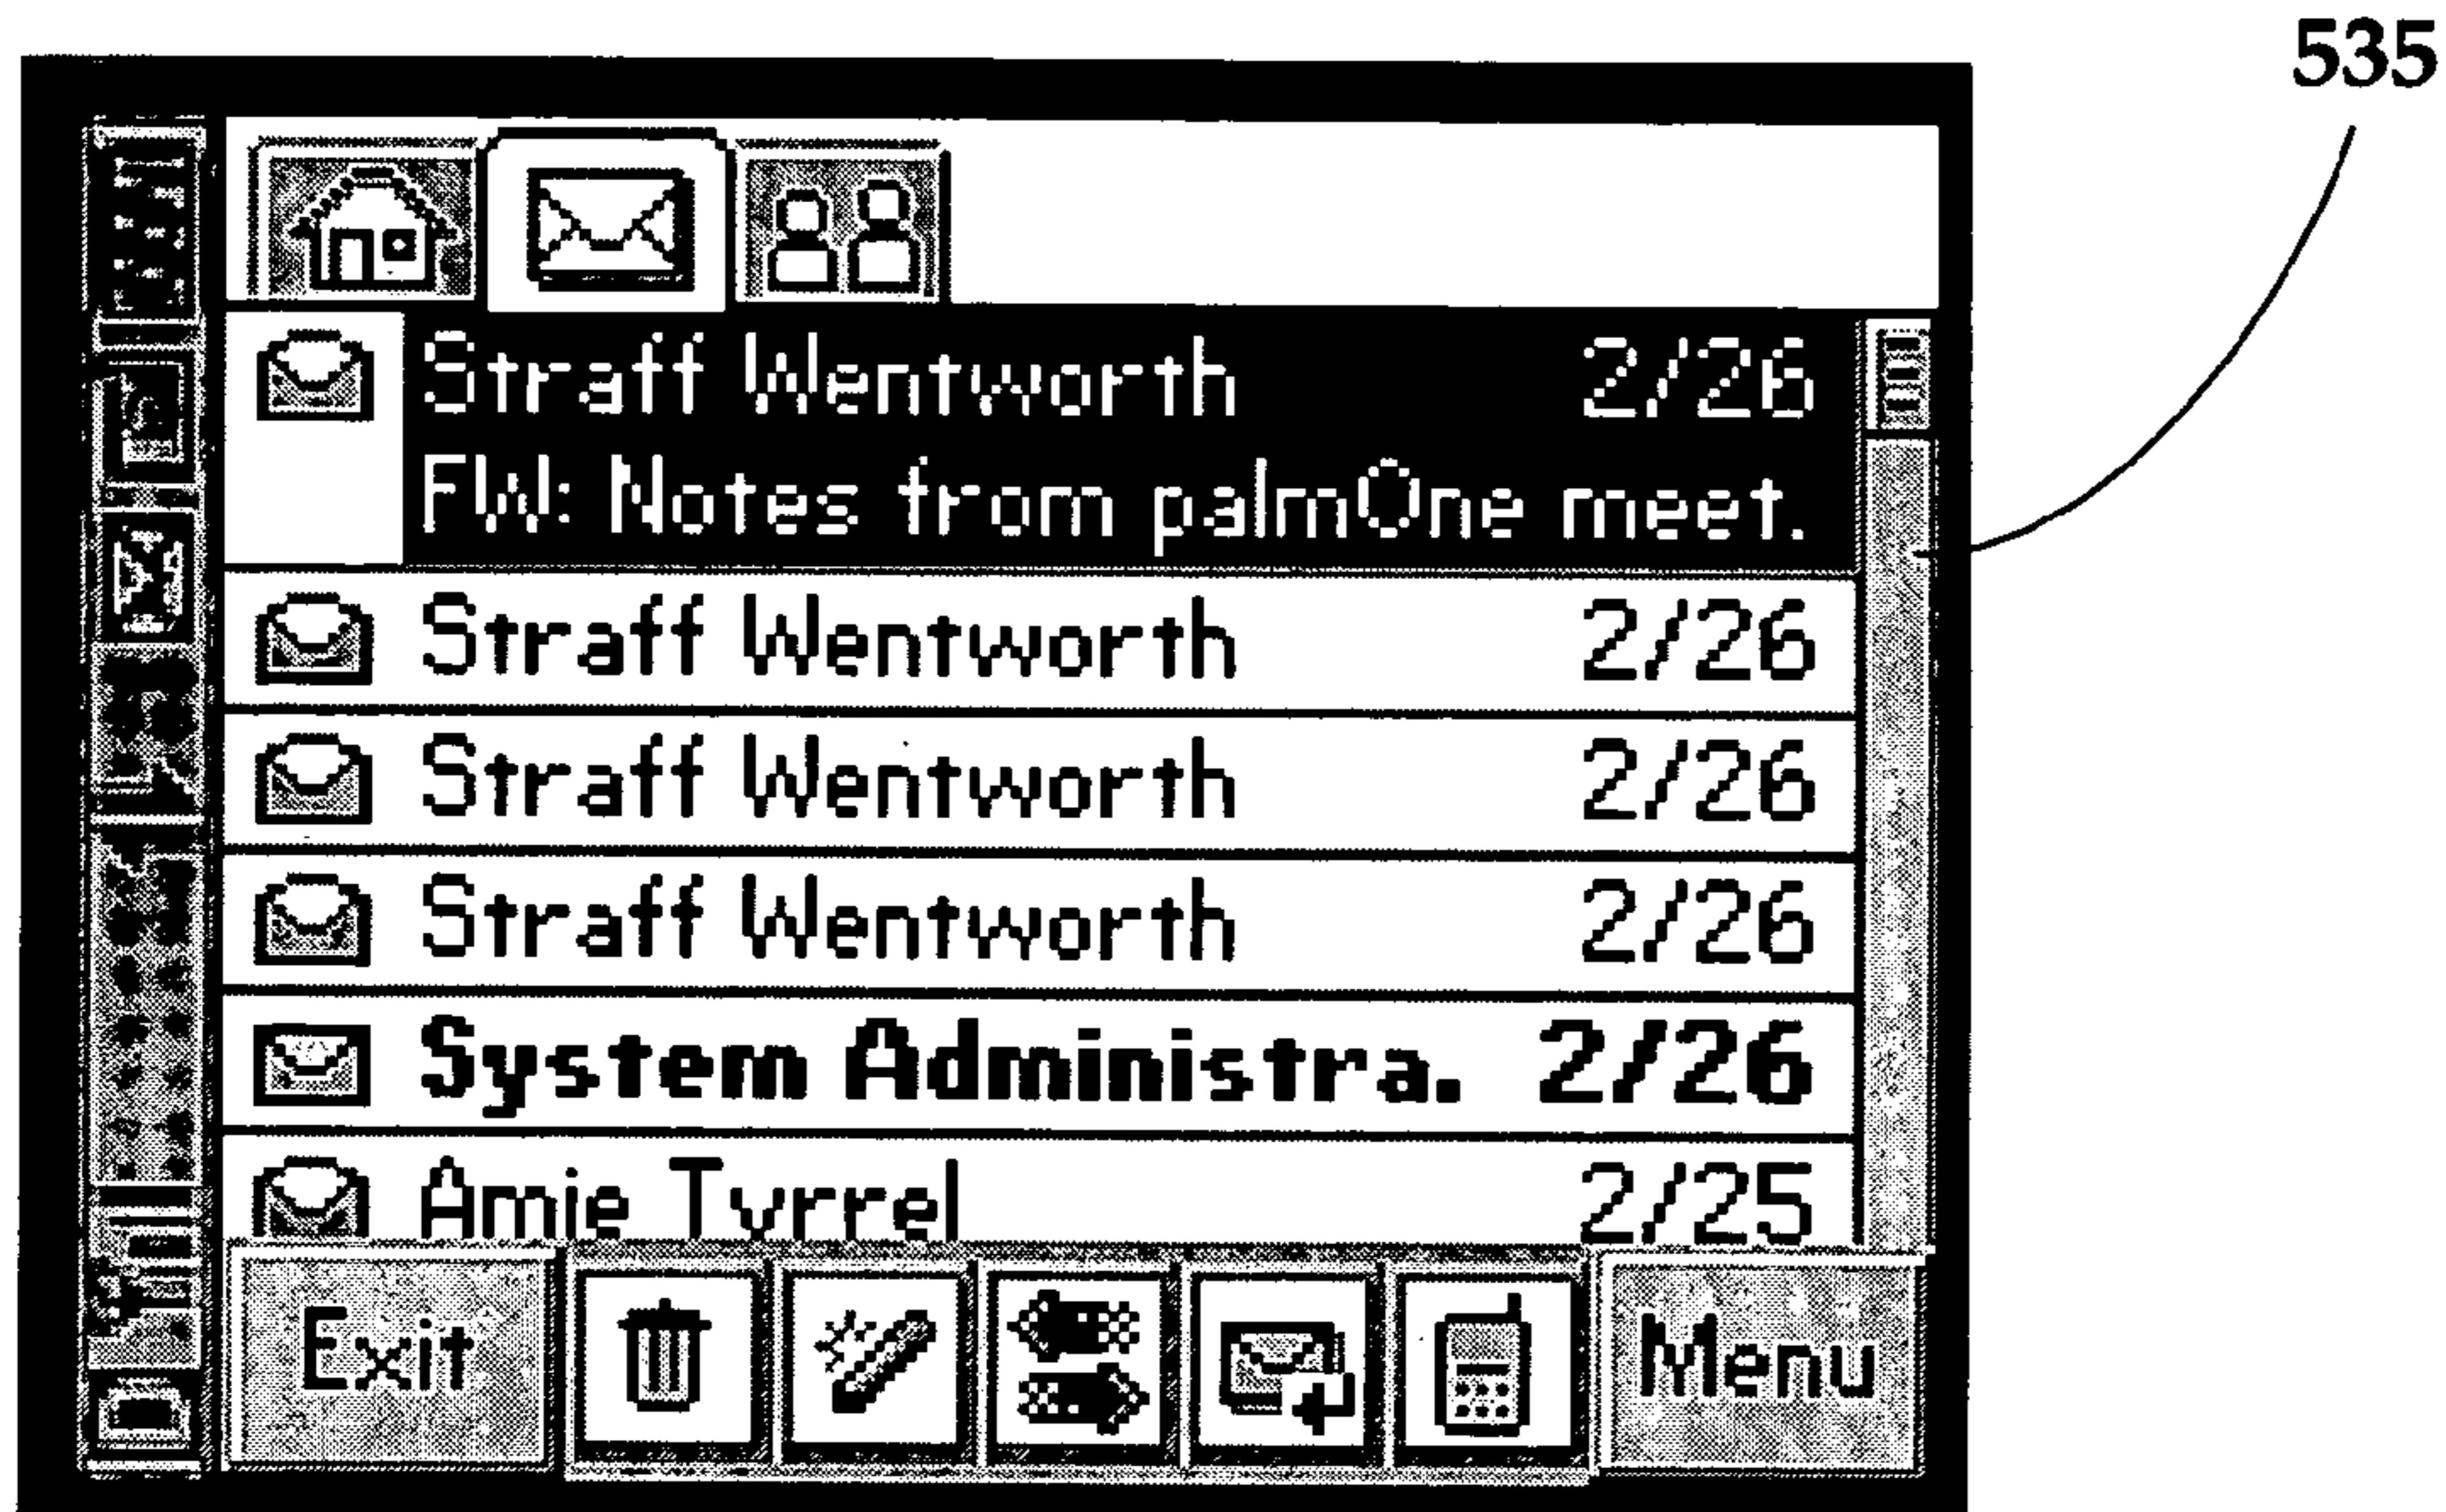 535
Straff Wentworth 2/26
FW: Notes from palmOne meet.
Straff Wentworth 2/26
Straff Wentworth 2/26
Straff Wentworth 2/26
System Administra. 2/26
Amie Tyrrel 2/25
Exit Menu